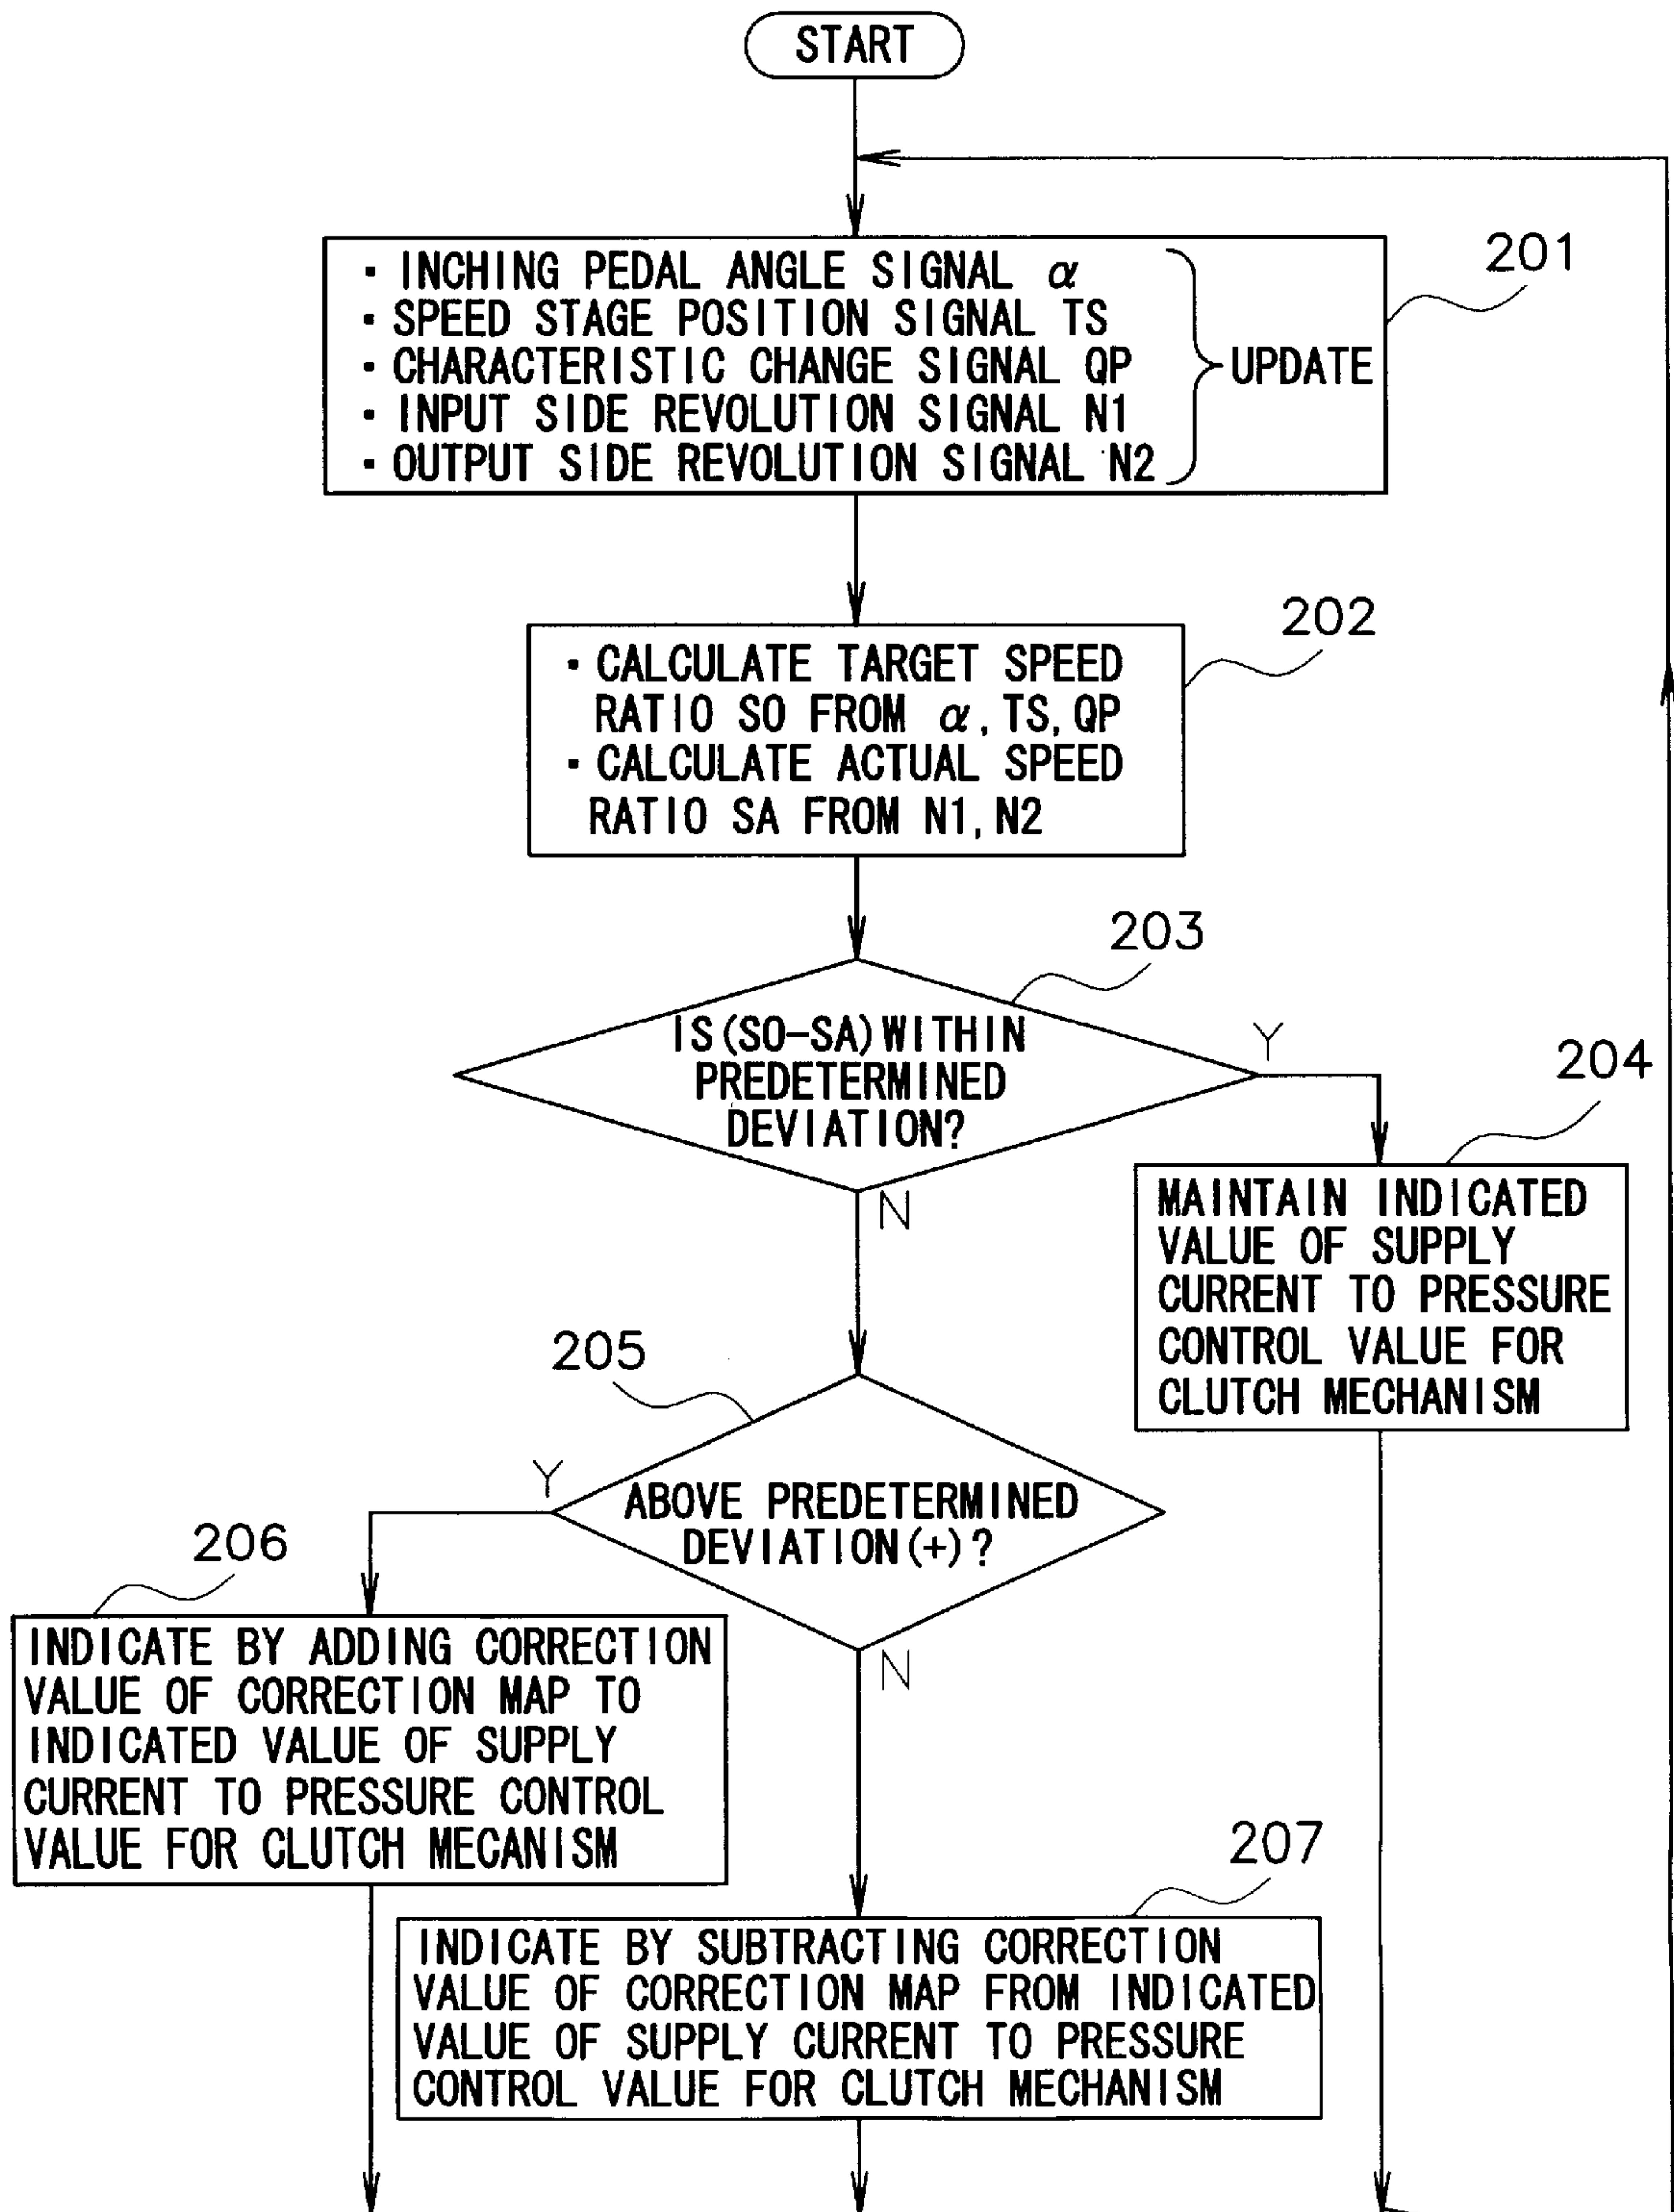 START
201
· INCHING PEDAL ANGLE SIGNAL α
· SPEED STAGE POSITION SIGNAL TS
· CHARACTERISTIC CHANGE SIGNAL QP
· INPUT SIDE REVOLUTION SIGNAL N1
· OUTPUT SIDE REVOLUTION SIGNAL N2
UPDATE
202
· CALCULATE TARGET SPEED
RATIO SO FROM α, TS, QP
· CALCULATE ACTUAL SPEED
RATIO SA FROM N1, N2
203
IS (SO-SA) WITHIN
PREDETERMINED
DEVIATION?
Y
N
204
MAINTAIN INDICATED
VALUE OF SUPPLY
CURRENT TO PRESSURE
CONTROL VALUE FOR
CLUTCH MECHANISM
205
ABOVE PREDETERMINED
DEVIATION (+) ?
Y
N
206
INDICATE BY ADDING CORRECTION
VALUE OF CORRECTION MAP TO
INDICATED VALUE OF SUPPLY
CURRENT TO PRESSURE CONTROL
VALUE FOR CLUTCH MECANISM
207
INDICATE BY SUBTRACTING CORRECTION
VALUE OF CORRECTION MAP FROM INDICATED
VALUE OF SUPPLY CURRENT TO PRESSURE
CONTROL VALUE FOR CLUTCH MECHANISM